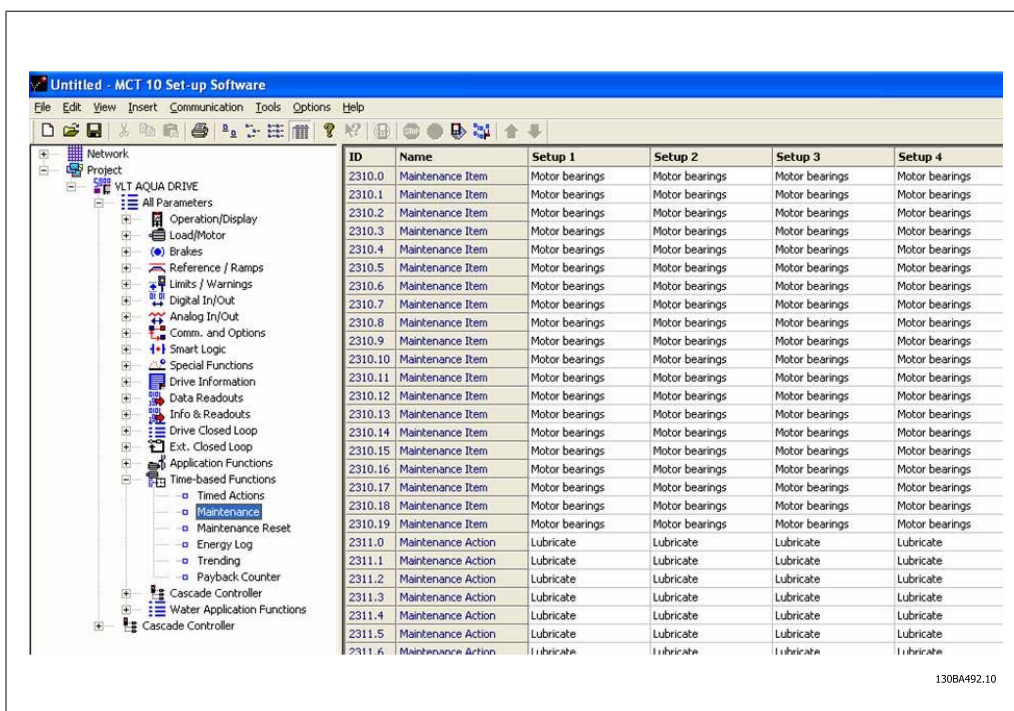 Untitled - MCT 10 Set-up Software
File Edit View Insert Communication Tools Options Help
Network
Project
VLT AQUA DRIVE
All Parameters
Operation/Display
Load/Motor
Brakes
Reference / Ramps
Limits / Warnings
Digital In/Out
Analog In/Out
Comm. and Options
Smart Logic
Special Functions
Drive Information
Data Readouts
Info & Readouts
Drive Closed Loop
Ext. Closed Loop
Application Functions
Time-based Functions
Timed Actions
Maintenance
Maintenance Reset
Energy Log
Trending
Payback Counter
Cascade Controller
Water Application Functions
Cascade Controller
ID Name Setup 1 Setup 2 Setup 3 Setup 4
2310.0 Maintenance Item Motor bearings Motor bearings Motor bearings Motor bearings
2310.1 Maintenance Item Motor bearings Motor bearings Motor bearings Motor bearings
2310.2 Maintenance Item Motor bearings Motor bearings Motor bearings Motor bearings
2310.3 Maintenance Item Motor bearings Motor bearings Motor bearings Motor bearings
2310.4 Maintenance Item Motor bearings Motor bearings Motor bearings Motor bearings
2310.5 Maintenance Item Motor bearings Motor bearings Motor bearings Motor bearings
2310.6 Maintenance Item Motor bearings Motor bearings Motor bearings Motor bearings
2310.7 Maintenance Item Motor bearings Motor bearings Motor bearings Motor bearings
2310.8 Maintenance Item Motor bearings Motor bearings Motor bearings Motor bearings
2310.9 Maintenance Item Motor bearings Motor bearings Motor bearings Motor bearings
2310.10 Maintenance Item Motor bearings Motor bearings Motor bearings Motor bearings
2310.11 Maintenance Item Motor bearings Motor bearings Motor bearings Motor bearings
2310.12 Maintenance Item Motor bearings Motor bearings Motor bearings Motor bearings
2310.13 Maintenance Item Motor bearings Motor bearings Motor bearings Motor bearings
2310.14 Maintenance Item Motor bearings Motor bearings Motor bearings Motor bearings
2310.15 Maintenance Item Motor bearings Motor bearings Motor bearings Motor bearings
2310.16 Maintenance Item Motor bearings Motor bearings Motor bearings Motor bearings
2310.17 Maintenance Item Motor bearings Motor bearings Motor bearings Motor bearings
2310.18 Maintenance Item Motor bearings Motor bearings Motor bearings Motor bearings
2310.19 Maintenance Item Motor bearings Motor bearings Motor bearings Motor bearings
2311.0 Maintenance Action Lubricate Lubricate Lubricate Lubricate
2311.1 Maintenance Action Lubricate Lubricate Lubricate Lubricate
2311.2 Maintenance Action Lubricate Lubricate Lubricate Lubricate
2311.3 Maintenance Action Lubricate Lubricate Lubricate Lubricate
2311.4 Maintenance Action Lubricate Lubricate Lubricate Lubricate
2311.5 Maintenance Action Lubricate Lubricate Lubricate Lubricate
2311.6 Maintenance Action Lubricate Lubricate Lubricate Lubricate
130BA492.10